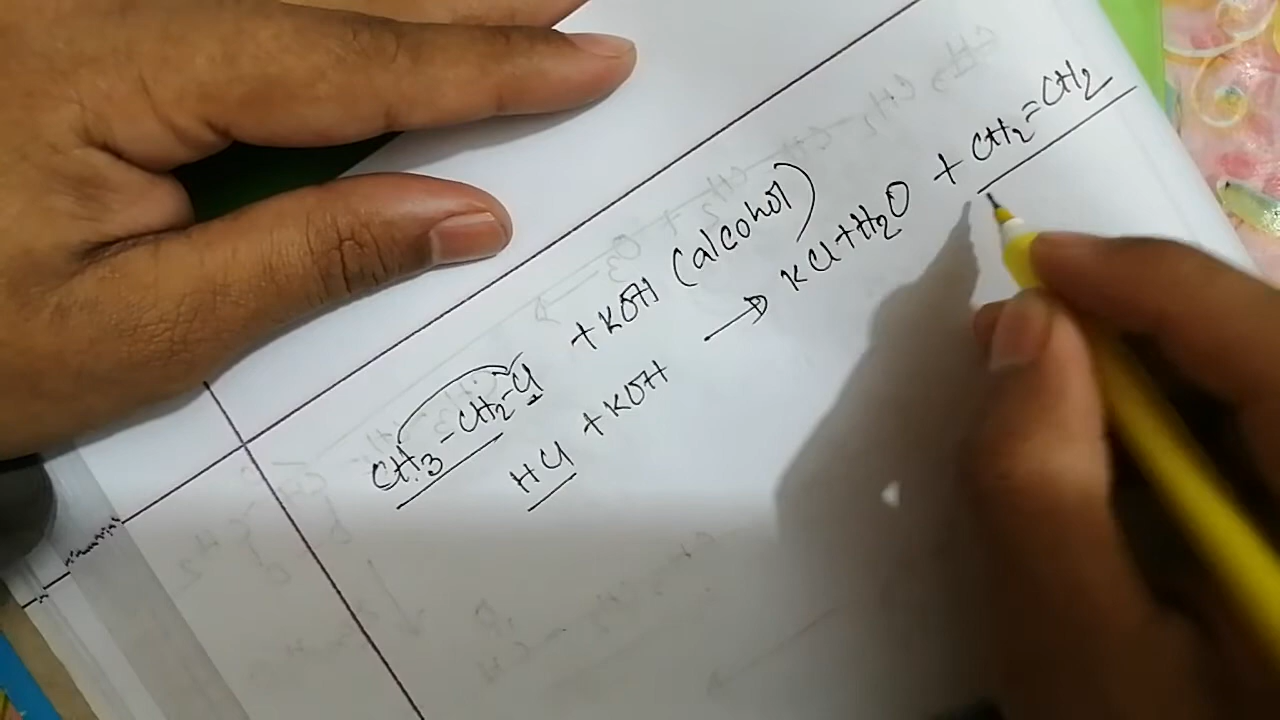 CH3-CH2-Cl + KOH (alcohol) → KCl+H2O + CH2=CH2
HCl + KOH